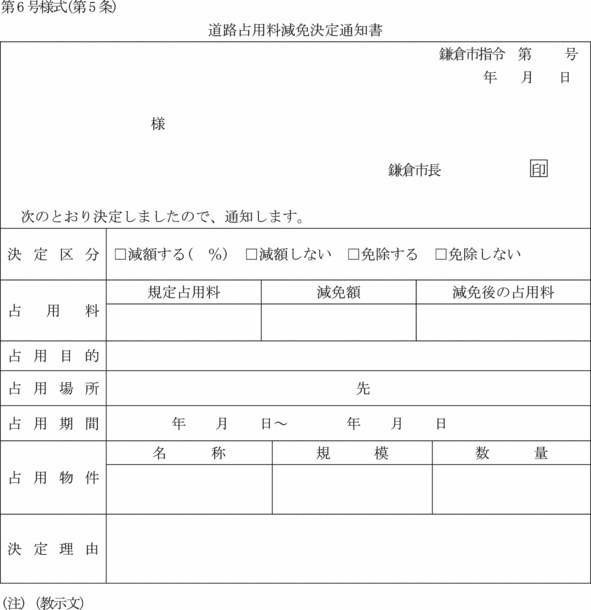 第6号様式(第5条)
道路占用料減免決定通知書
鎌倉市指令　第　　号
年　　月　　日
様
鎌倉市長　　　印
次のとおり決定しましたので、通知します。
決定区分　□減額する(　%)　□減額しない　□免除する　□免除しない
占用料　規定占用料　減免額　減免後の占用料
占用目的
占用場所　先
占用期間　年　　月　　日～　　年　　月　　日
占用物件　名称　規模　数量
決定理由
(注)　(教示文)